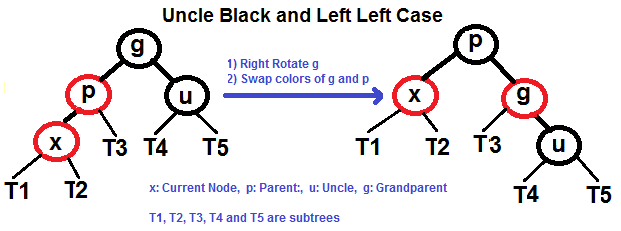 Uncle Black and Left Left Case
g
p
u
x
T3
T4
T5
T1
T2
1) Right Rotate g
2) Swap colors of g and p
p
x
g
T1
T2
T3
u
T4
T5
x: Current Node, p: Parent:, u: Uncle, g: Grandparent
T1, T2, T3, T4 and T5 are subtrees